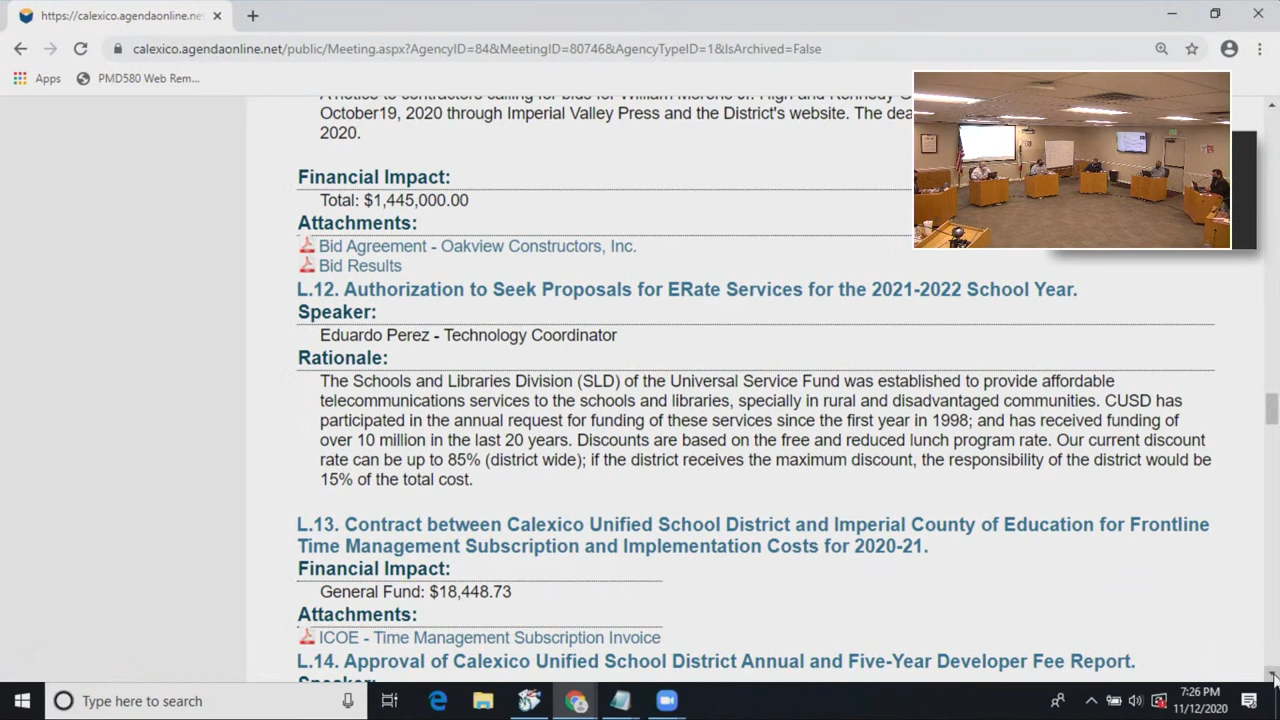 https://calexico.agendaonline.ne
calexico.agendaonline.net/public/Meeting.aspx?AgencyID=84&MeetingID=80746&AgencyTypeID=1&IsArchived=False
Apps
PMD580 Web Rem...
October19, 2020 through Imperial Valley Press and the District's website. The dea
2020.
Financial Impact:
Total: $1,445,000.00
Attachments:
Bid Agreement - Oakview Constructors, Inc.
Bid Results
L.12. Authorization to Seek Proposals for ERate Services for the 2021-2022 School Year.
Speaker:
Eduardo Perez - Technology Coordinator
Rationale:
The Schools and Libraries Division (SLD) of the Universal Service Fund was established to provide affordable
telecommunications services to the schools and libraries, specially in rural and disadvantaged communities. CUSD has
participated in the annual request for funding of these services since the first year in 1998; and has received funding of
over 10 million in the last 20 years. Discounts are based on the free and reduced lunch program rate. Our current discount
rate can be up to 85% (district wide); if the district receives the maximum discount, the responsibility of the district would be
15% of the total cost.
L.13. Contract between Calexico Unified School District and Imperial County of Education for Frontline
Time Management Subscription and Implementation Costs for 2020-21.
Financial Impact:
General Fund: $18,448.73
Attachments:
ICOE - Time Management Subscription Invoice
L.14. Approval of Calexico Unified School District Annual and Five-Year Developer Fee Report.
Type here to search
7:26 PM
11/12/2020